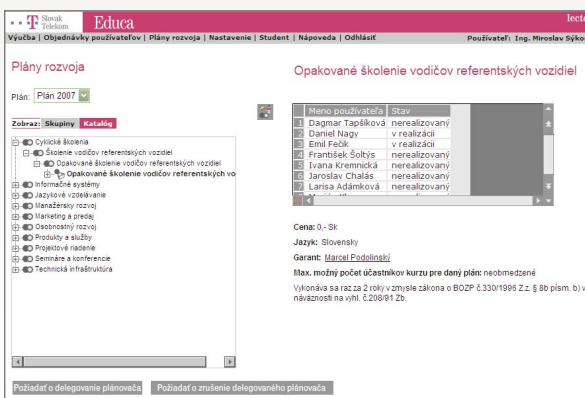 Slovak
Telekom
Educa
Výučba | Objednávky používateľov | Plány rozvoja | Nastavenie | Student | Nápoveda | Odhlásiť
Používateľ: Ing. Miroslav
Plány rozvoja
Plán: Plán 2007
Zobraz: Skupiny Katalóg
Cyklické školenia
Školenie vodičov referentských vozidiel
Opakované školenie vodičov referentských vozidiel
Opakované školenie vodičov referentských vo
Informačné systémy
Jazykové vzdelávanie
Manažérsky rozvoj
Marketing a predaj
Osobnostný rozvoj
Produkty a služby
Projektové riadenie
Semináre a konferencie
Technická infraštruktúra
Požiadať o delegovanie plánovača
Požiadať o zrušenie delegovaného plánovača
Opakované školenie vodičov referentských vozidiel
Meno používateľa Stav
1 Dagmar Tapšíková nerealizovaný
2 Daniel Nagy v realizácii
3 Emil Fečik v realizácii
4 František Šoltýs nerealizovaný
5 Ivana Kremnická nerealizovaný
6 Jaroslav Chalás nerealizovaný
7 Larisa Adámková nerealizovaný
Cena: 0,- Sk
Jazyk: Slovensky
Garant: Marcel Podolinský
Max. možný počet účastníkov kurzu pre daný plán: neobmedzené
Vykonáva sa raz za 2 roky v zmysle zákona o BOZP č.330/1996 Z.z. § 8b písm. b) v
náväznosti na vyhl. č.208/91 Zb.